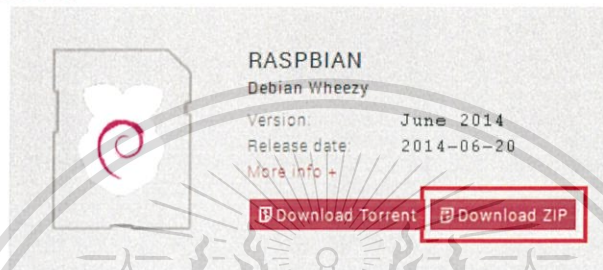 RASPBIAN
Debian Wheezy
Version: June 2014
Release date: 2014-06-20
More info +
Download Torrent Download ZIP